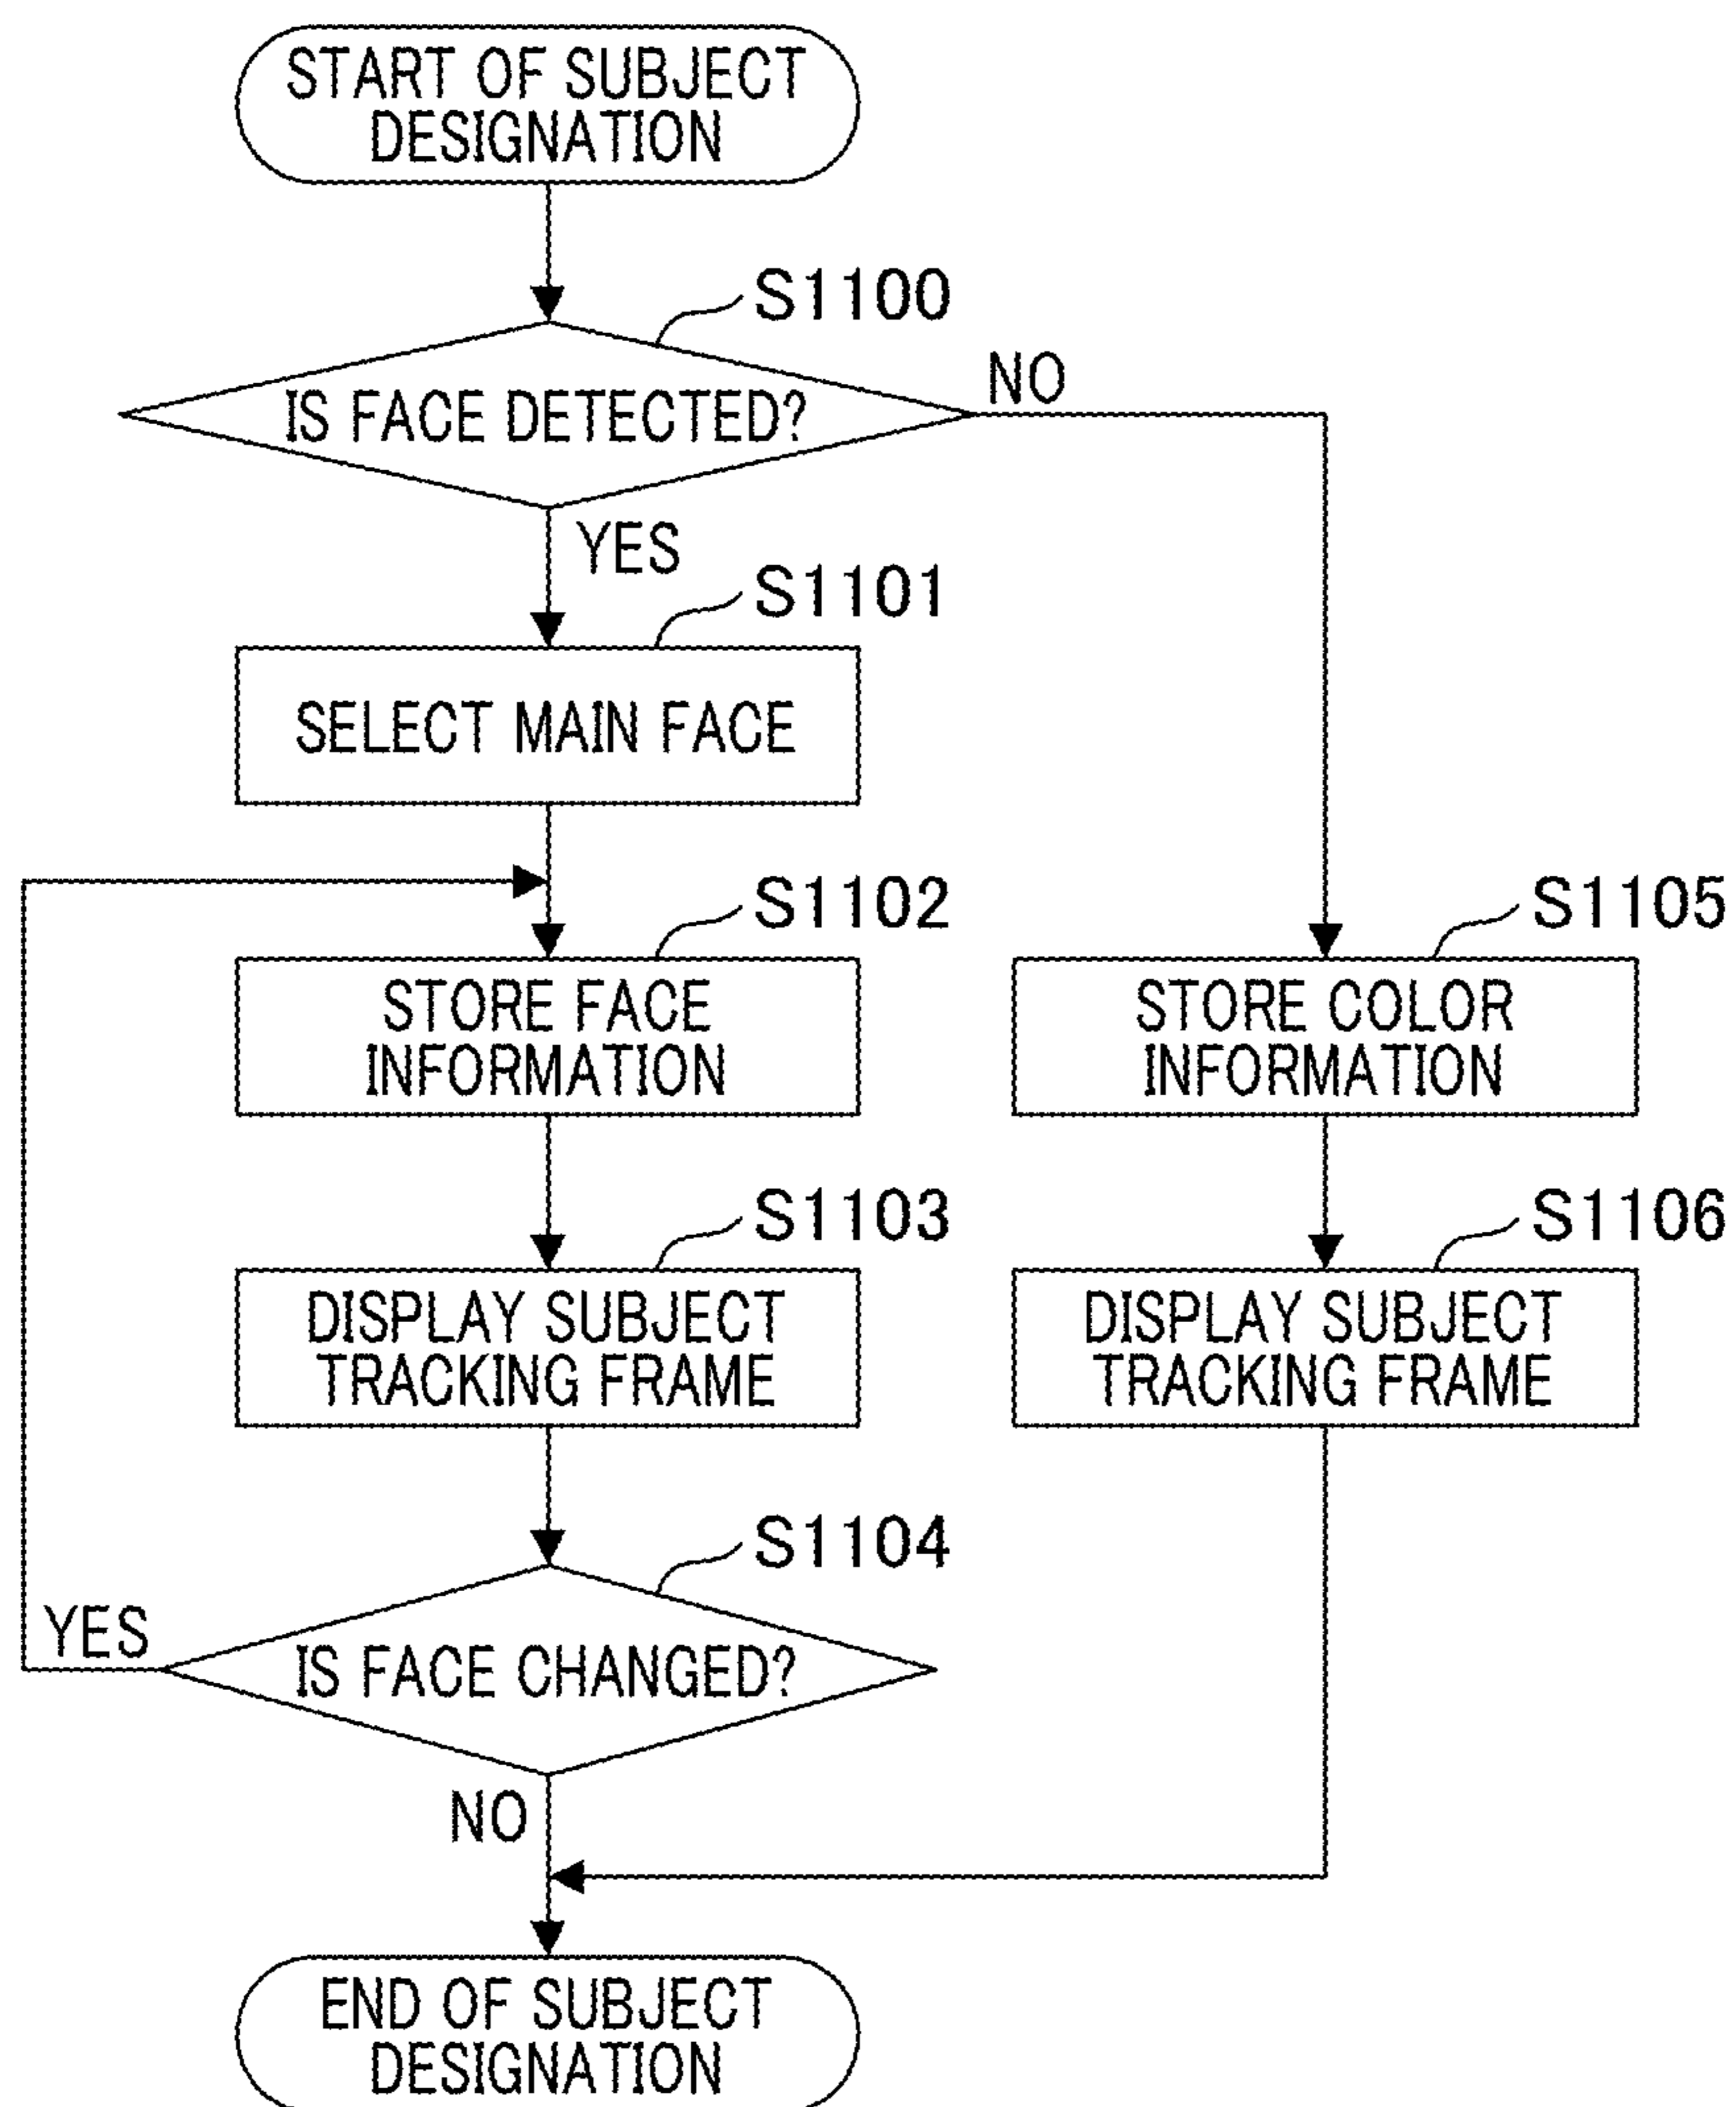 START OF SUBJECT
DESIGNATION
S1100
IS FACE DETECTED?
NO
YES
S1101
SELECT MAIN FACE
S1102
STORE FACE
INFORMATION
S1105
STORE COLOR
INFORMATION
S1103
DISPLAY SUBJECT
TRACKING FRAME
S1106
DISPLAY SUBJECT
TRACKING FRAME
S1104
YES
IS FACE CHANGED?
NO
END OF SUBJECT
DESIGNATION